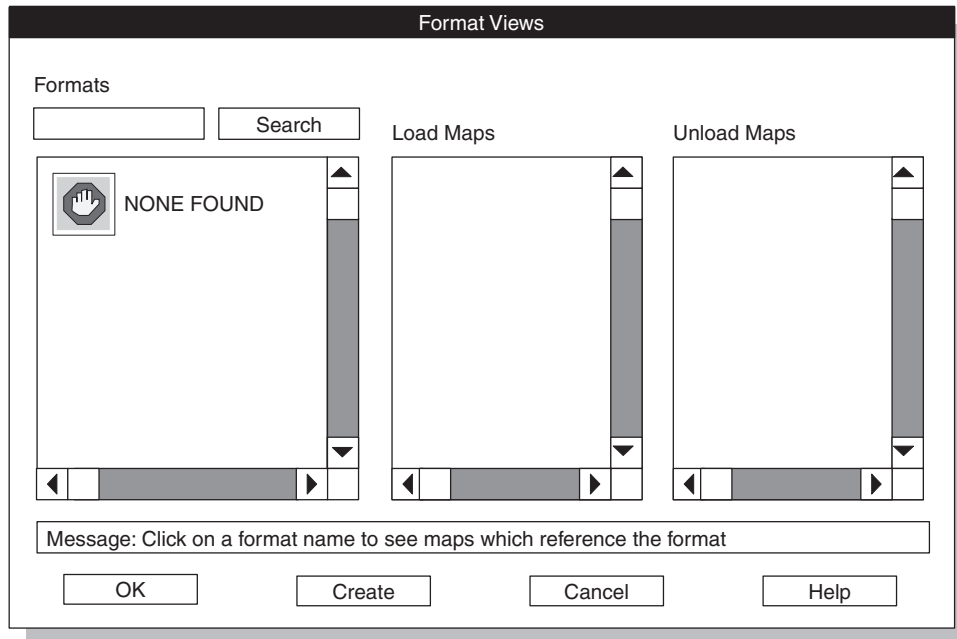 Format Views
Formats
Search
Load Maps
Unload Maps
NONE FOUND
Message: Click on a format name to see maps which reference the format
OK
Create
Cancel
Help